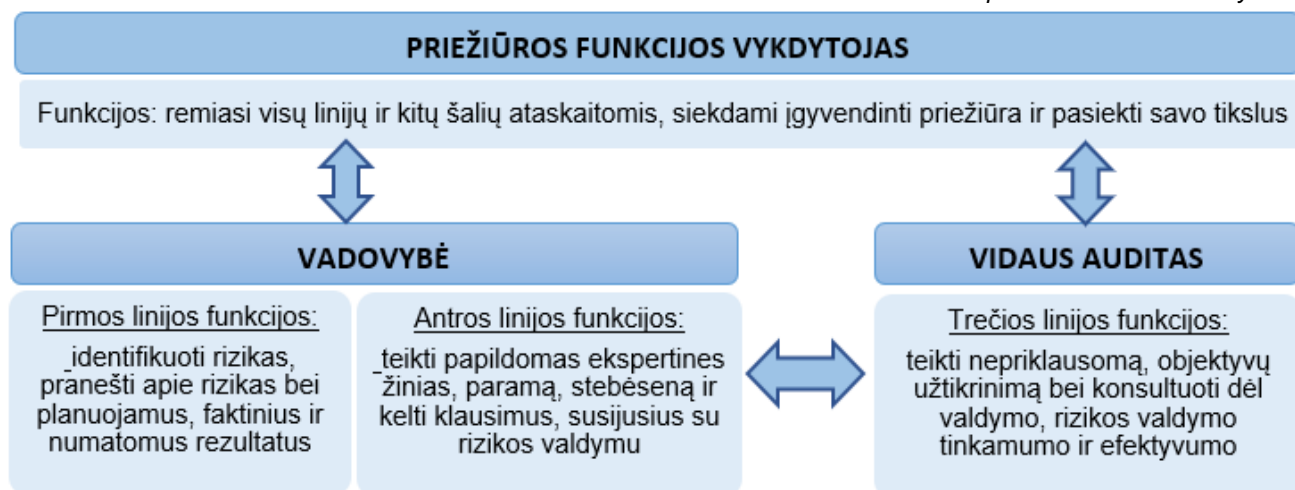 PRIEŽIŪROS FUNKCIJOS VYKDYTOJAS
Funkcijos: remiasi visų linijų ir kitų šalių ataskaitomis, siekdami įgyvendinti priežiūra ir pasiekti savo tikslus
VADOVYBĖ
Pirmos linijos funkcijos:
_identifikuoti rizikas,
pranešti apie rizikas bei
planuojamus, faktinius ir
numatomus rezultatus
Antros linijos funkcijos:
_teikti papildomas ekspertines
žinias, paramą, stebėseną ir
kelti klausimus, susijusius su
rizikos valdymu
VIDAUS AUDITAS
Trečios linijos funkcijos:
teikti nepriklausomą, objektyvų
užtikrinimą bei konsultuoti dėl
valdymo, rizikos valdymo
tinkamumo ir efektyvumo